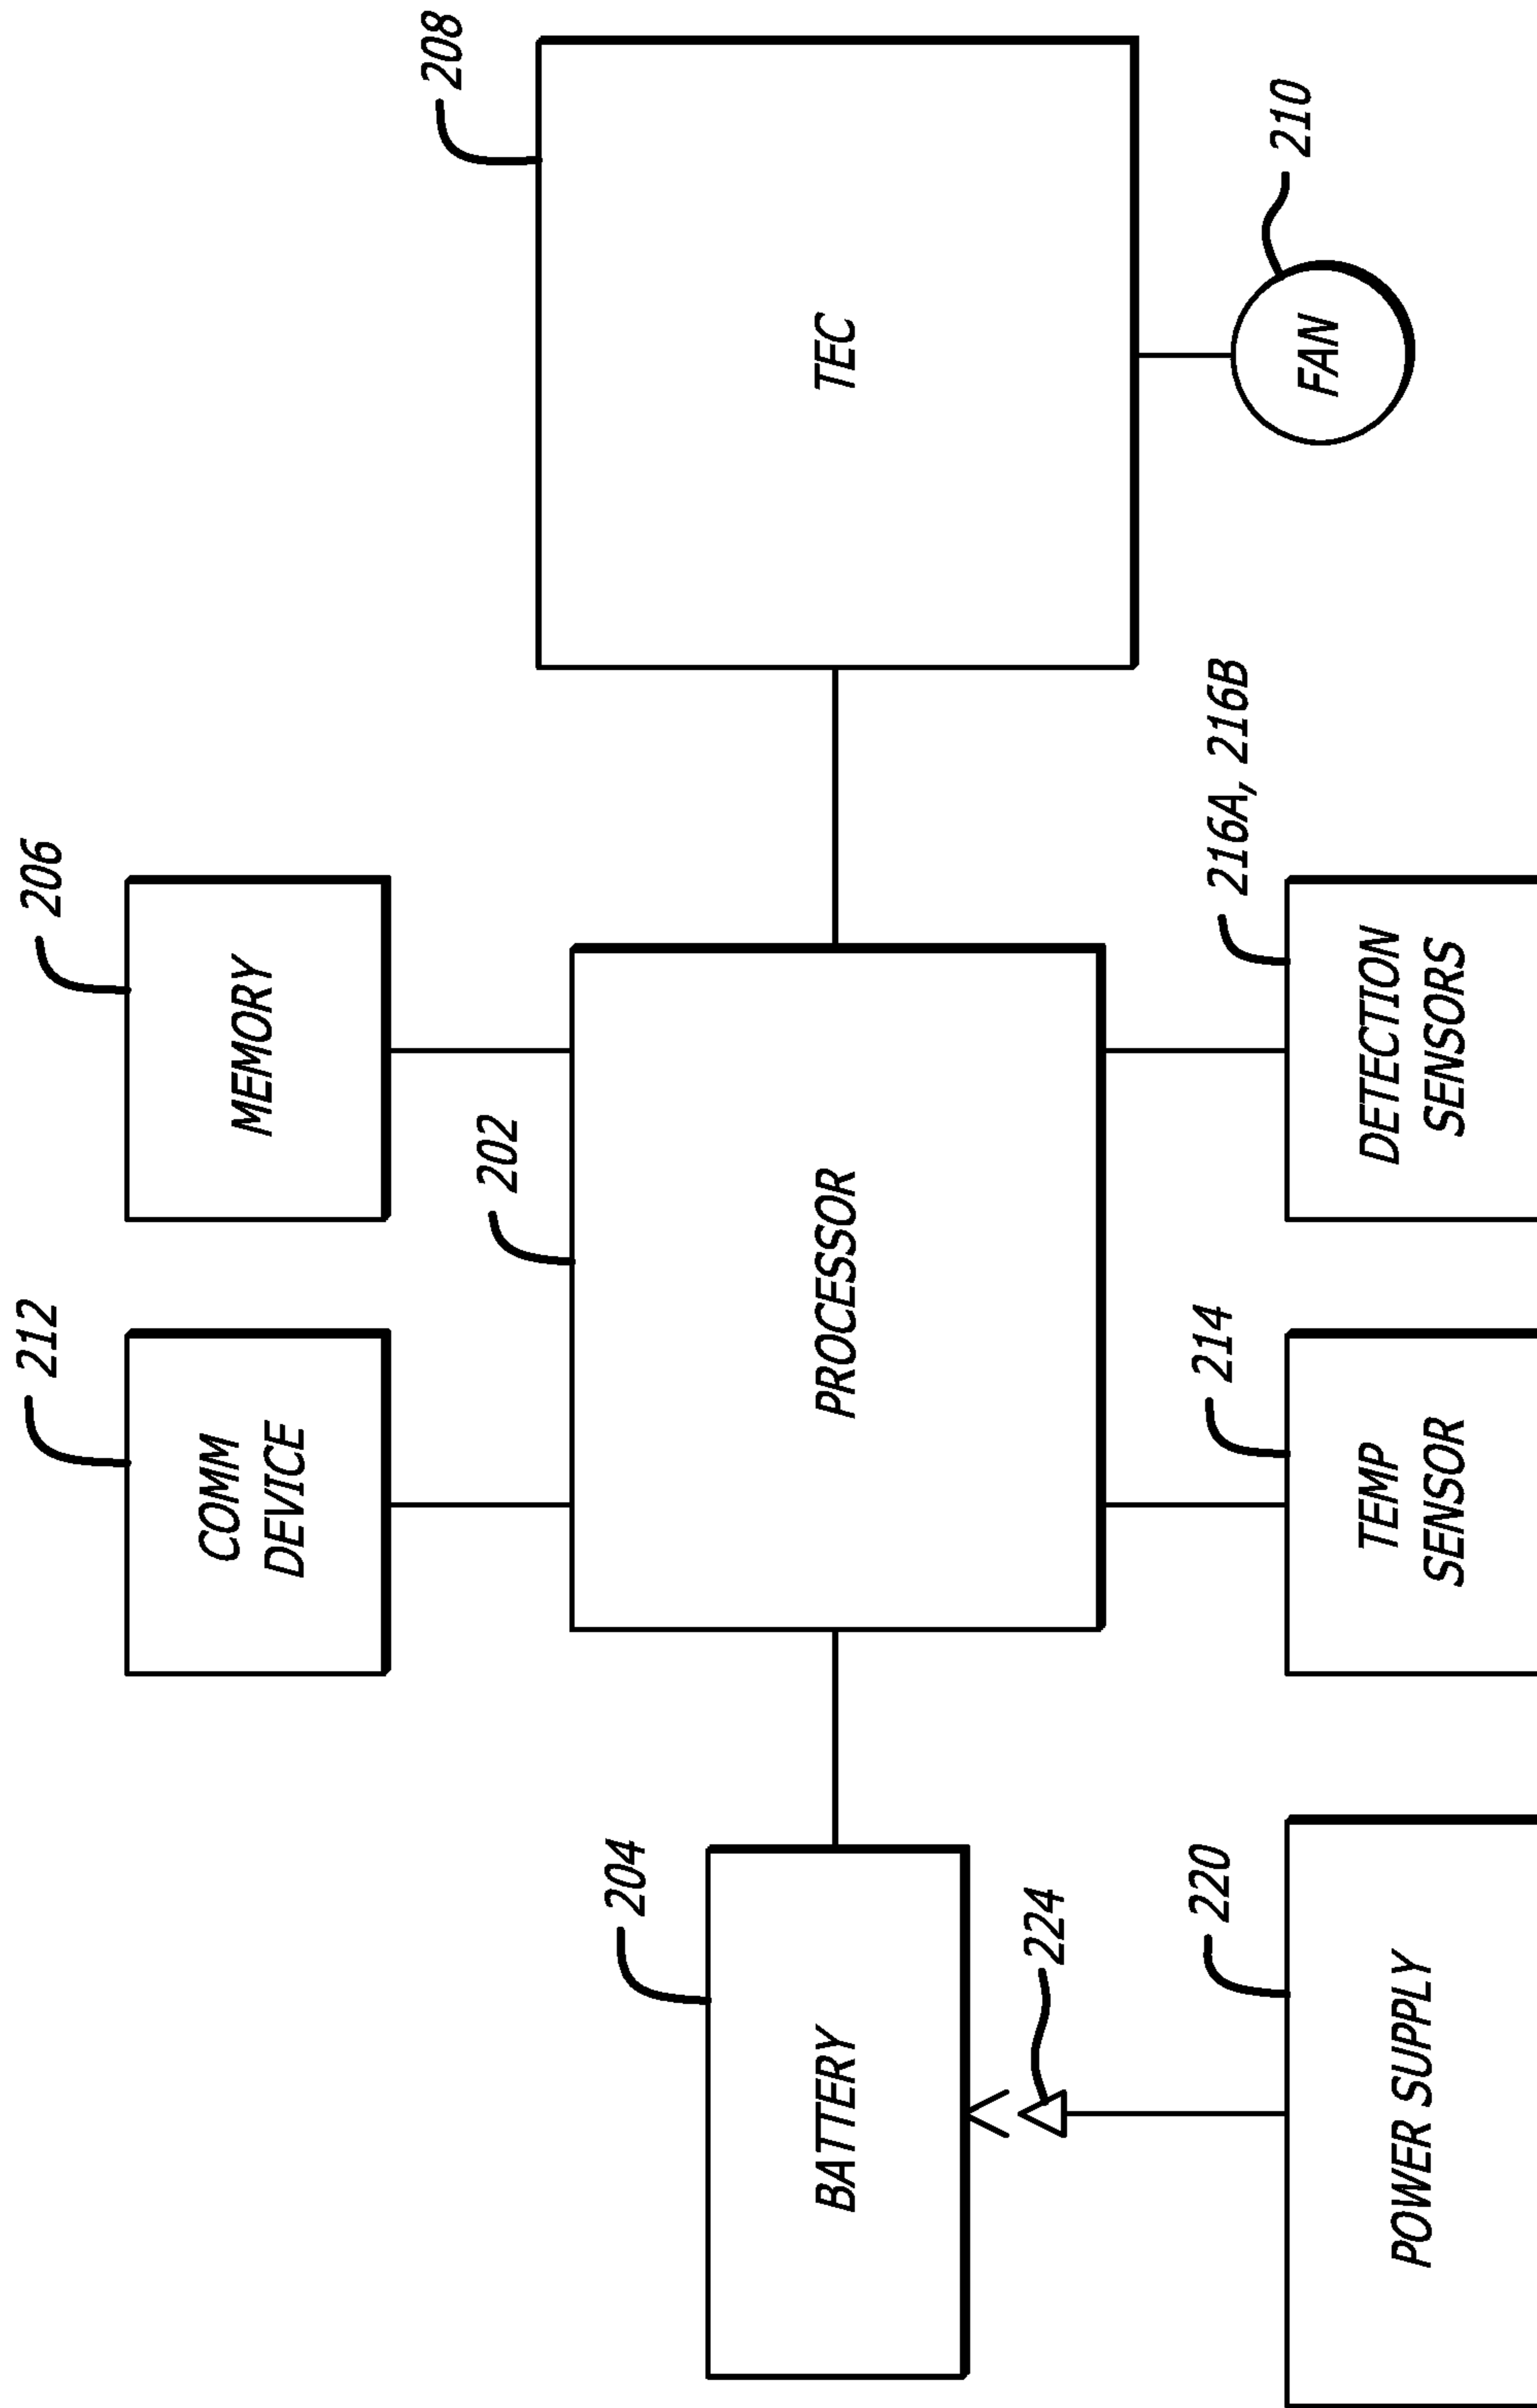 212
206
208
COMM
DEVICE
MEMORY
202
204
BATTERY
PROCESSOR
TEC
224
220
214
216A, 216B
210
POWER SUPPLY
TEMP
SENSOR
DETECTION
SENSORS
FAN